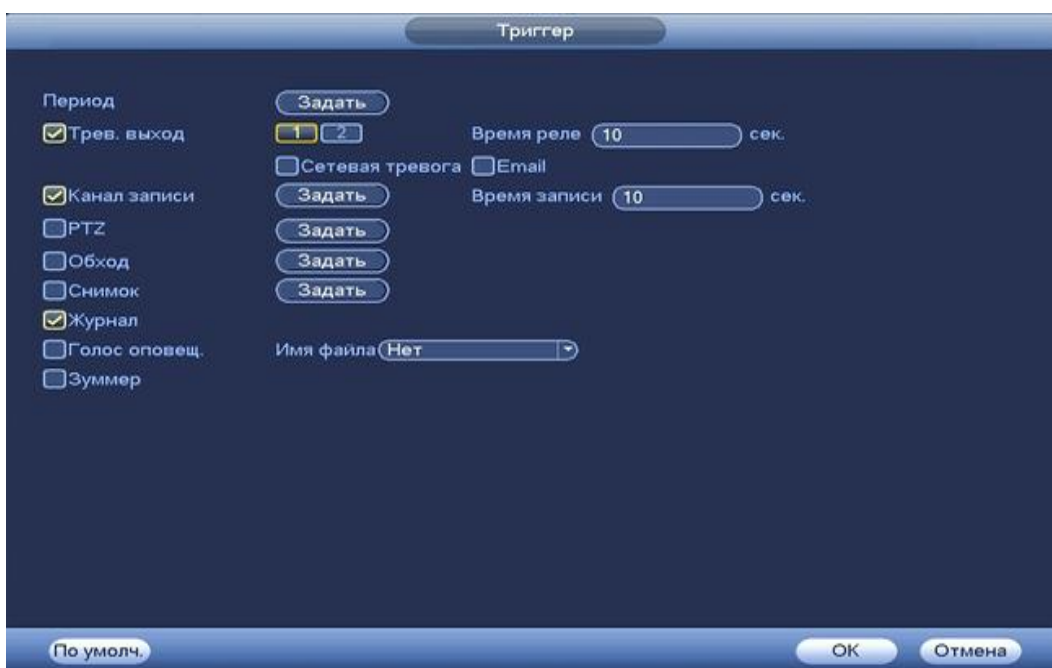 Триггер
Период Задать
Трев. выход 1 2 Время реле 10 сек.
Сетевая тревога Email
Канал записи Задать Время записи 10 сек.
PTZ Задать
Обход Задать
Снимок Задать
Журнал
Голос оповещ. Имя файла Нет
Зуммер
По умолч. OK Отмена